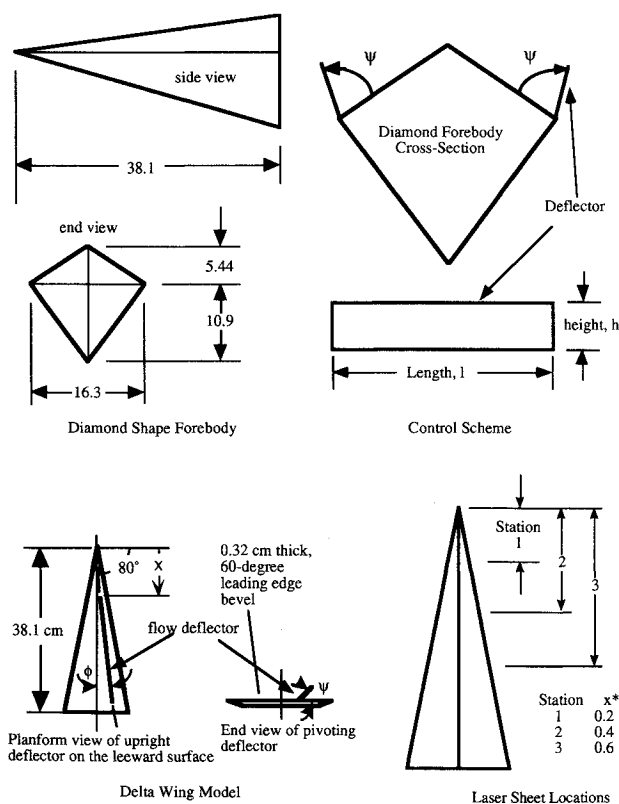 side view
38.1
end view
5.44
10.9
16.3
Diamond Shape Forebody
ψ
ψ
Diamond Forebody
Cross-Section
Deflector
height, h
Length, l
Control Scheme
80°
x
38.1 cm
φ
0.32 cm thick,
60-degree
leading edge
bevel
flow deflector
ψ
Planform view of upright
deflector on the leeward surface
End view of pivoting
deflector
Delta Wing Model
Station
1
2
3
Station x*
1 0.2
2 0.4
3 0.6
Laser Sheet Locations